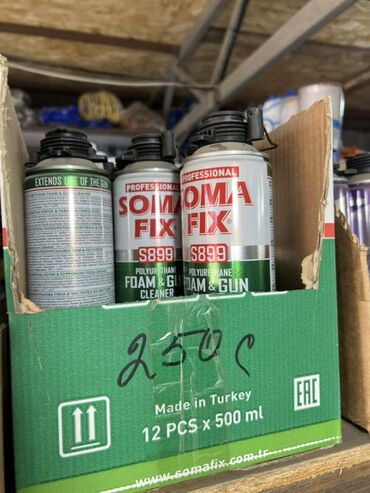 EXTENDS LIFE OF THE GUN
PROFESSIONAL
SOMA
FIX
S899
POLYURETHANE
FOAM & GUN
CLEANER
PROFESSIONAL
SOMA
FIX
S899
POLYURETHANE
FOAM & GUN
250 с
Made in Turkey
12 PCS x 500 ml
EAC
www.somafix.com.tr